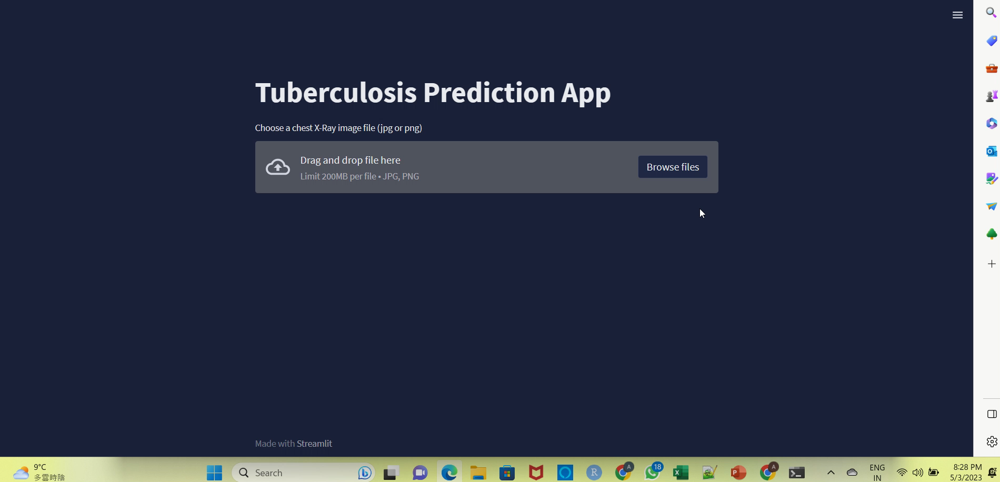 Tuberculosis Prediction App
Choose a chest X-Ray image file (jpg or png)
Drag and drop file here
Limit 200MB per file • JPG, PNG
Browse files
Made with Streamlit
9°C
多雲時陰
Search
A
18
A
ENG
IN
8:28 PM
5/3/2023